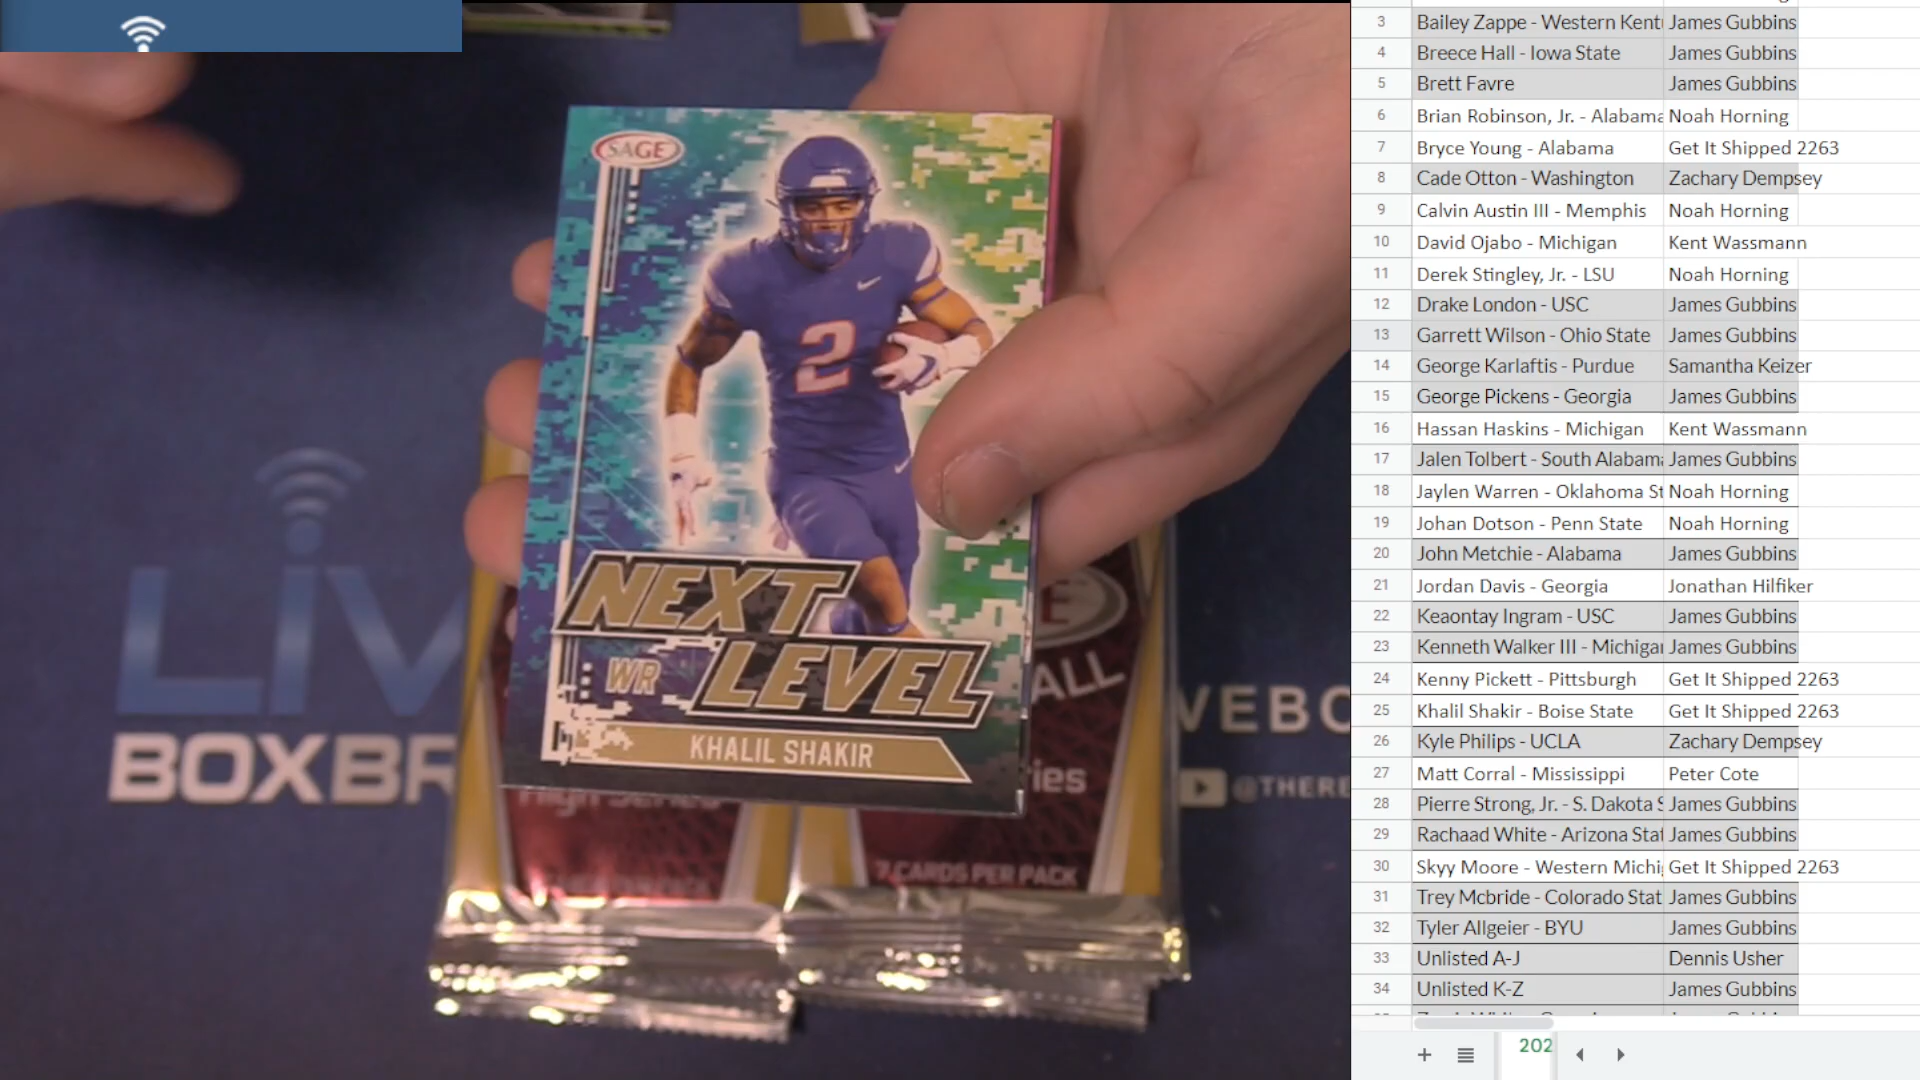 SAGE
2
NEXT
WR LEVEL
KHALIL SHAKIR
LIV
BOXBR
ALL
VEBO
High Series
ries
@THERE
7 CARDS PER PACK
3 Bailey Zappe - Western Kent James Gubbins
4 Breece Hall - Iowa State James Gubbins
5 Brett Favre James Gubbins
6 Brian Robinson, Jr. - Alabama Noah Horning
7 Bryce Young - Alabama Get It Shipped 2263
8 Cade Otton - Washington Zachary Dempsey
9 Calvin Austin III - Memphis Noah Horning
10 David Ojabo - Michigan Kent Wassmann
11 Derek Stingley, Jr. - LSU Noah Horning
12 Drake London - USC James Gubbins
13 Garrett Wilson - Ohio State James Gubbins
14 George Karlaftis - Purdue Samantha Keizer
15 George Pickens - Georgia James Gubbins
16 Hassan Haskins - Michigan Kent Wassmann
17 Jalen Tolbert - South Alabam James Gubbins
18 Jaylen Warren - Oklahoma St Noah Horning
19 Johan Dotson - Penn State Noah Horning
20 John Metchie - Alabama James Gubbins
21 Jordan Davis - Georgia Jonathan Hilfiker
22 Keaontay Ingram - USC James Gubbins
23 Kenneth Walker III - Michigan James Gubbins
24 Kenny Pickett - Pittsburgh Get It Shipped 2263
25 Khalil Shakir - Boise State Get It Shipped 2263
26 Kyle Philips - UCLA Zachary Dempsey
27 Matt Corral - Mississippi Peter Cote
28 Pierre Strong, Jr. - S. Dakota S James Gubbins
29 Rachaad White - Arizona Stat James Gubbins
30 Skyy Moore - Western Michi Get It Shipped 2263
31 Trey Mcbride - Colorado Stat James Gubbins
32 Tyler Allgeier - BYU James Gubbins
33 Unlisted A-J Dennis Usher
34 Unlisted K-Z James Gubbins
202